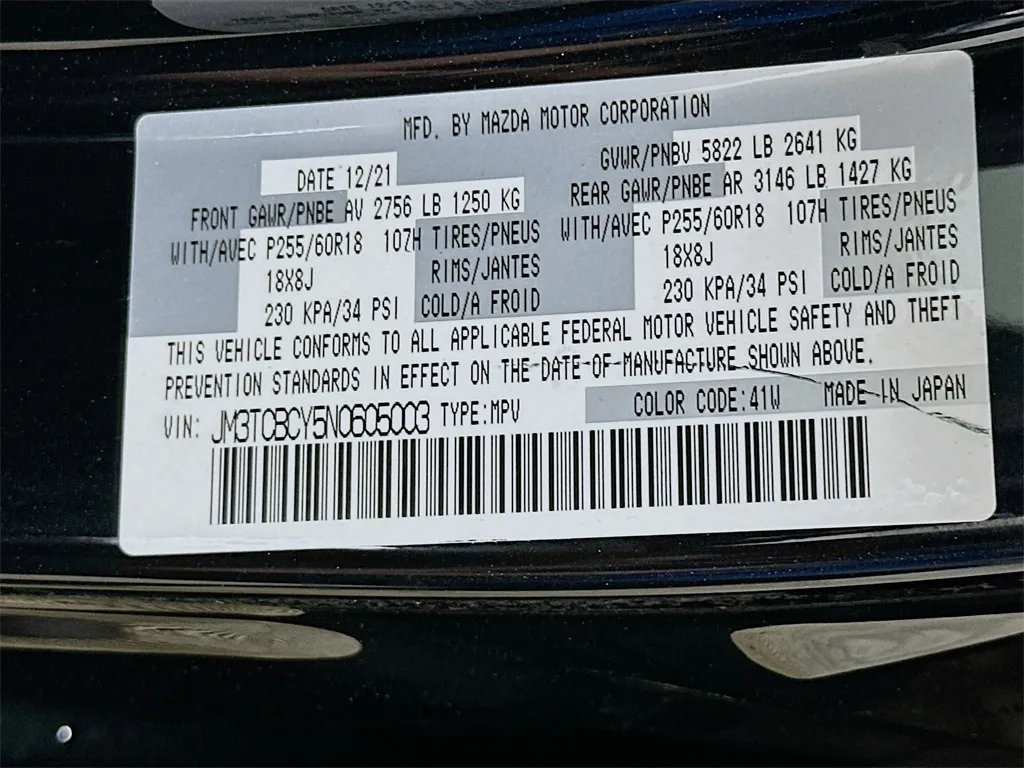 MFD. BY MAZDA MOTOR CORPORATION
DATE 12/21
GVWR/PNBV 5822 LB 2641 KG
FRONT GAWR/PNBE AV 2756 LB 1250 KG
REAR GAWR/PNBE AR 3146 LB 1427 KG
WITH/AVEC P255/60R18 107H TIRES/PNEUS
WITH/AVEC P255/60R18 107H TIRES/PNEUS
18X8J RIMS/JANTES
18X8J RIMS/JANTES
230 KPA/34 PSI COLD/A FROID
230 KPA/34 PSI COLD/A FROID
THIS VEHICLE CONFORMS TO ALL APPLICABLE FEDERAL MOTOR VEHICLE SAFETY AND THEFT
PREVENTION STANDARDS IN EFFECT ON THE DATE OF MANUFACTURE SHOWN ABOVE.
VIN: JM3TCBCY5N0605003 TYPE:MPV
COLOR CODE:41W MADE IN JAPAN